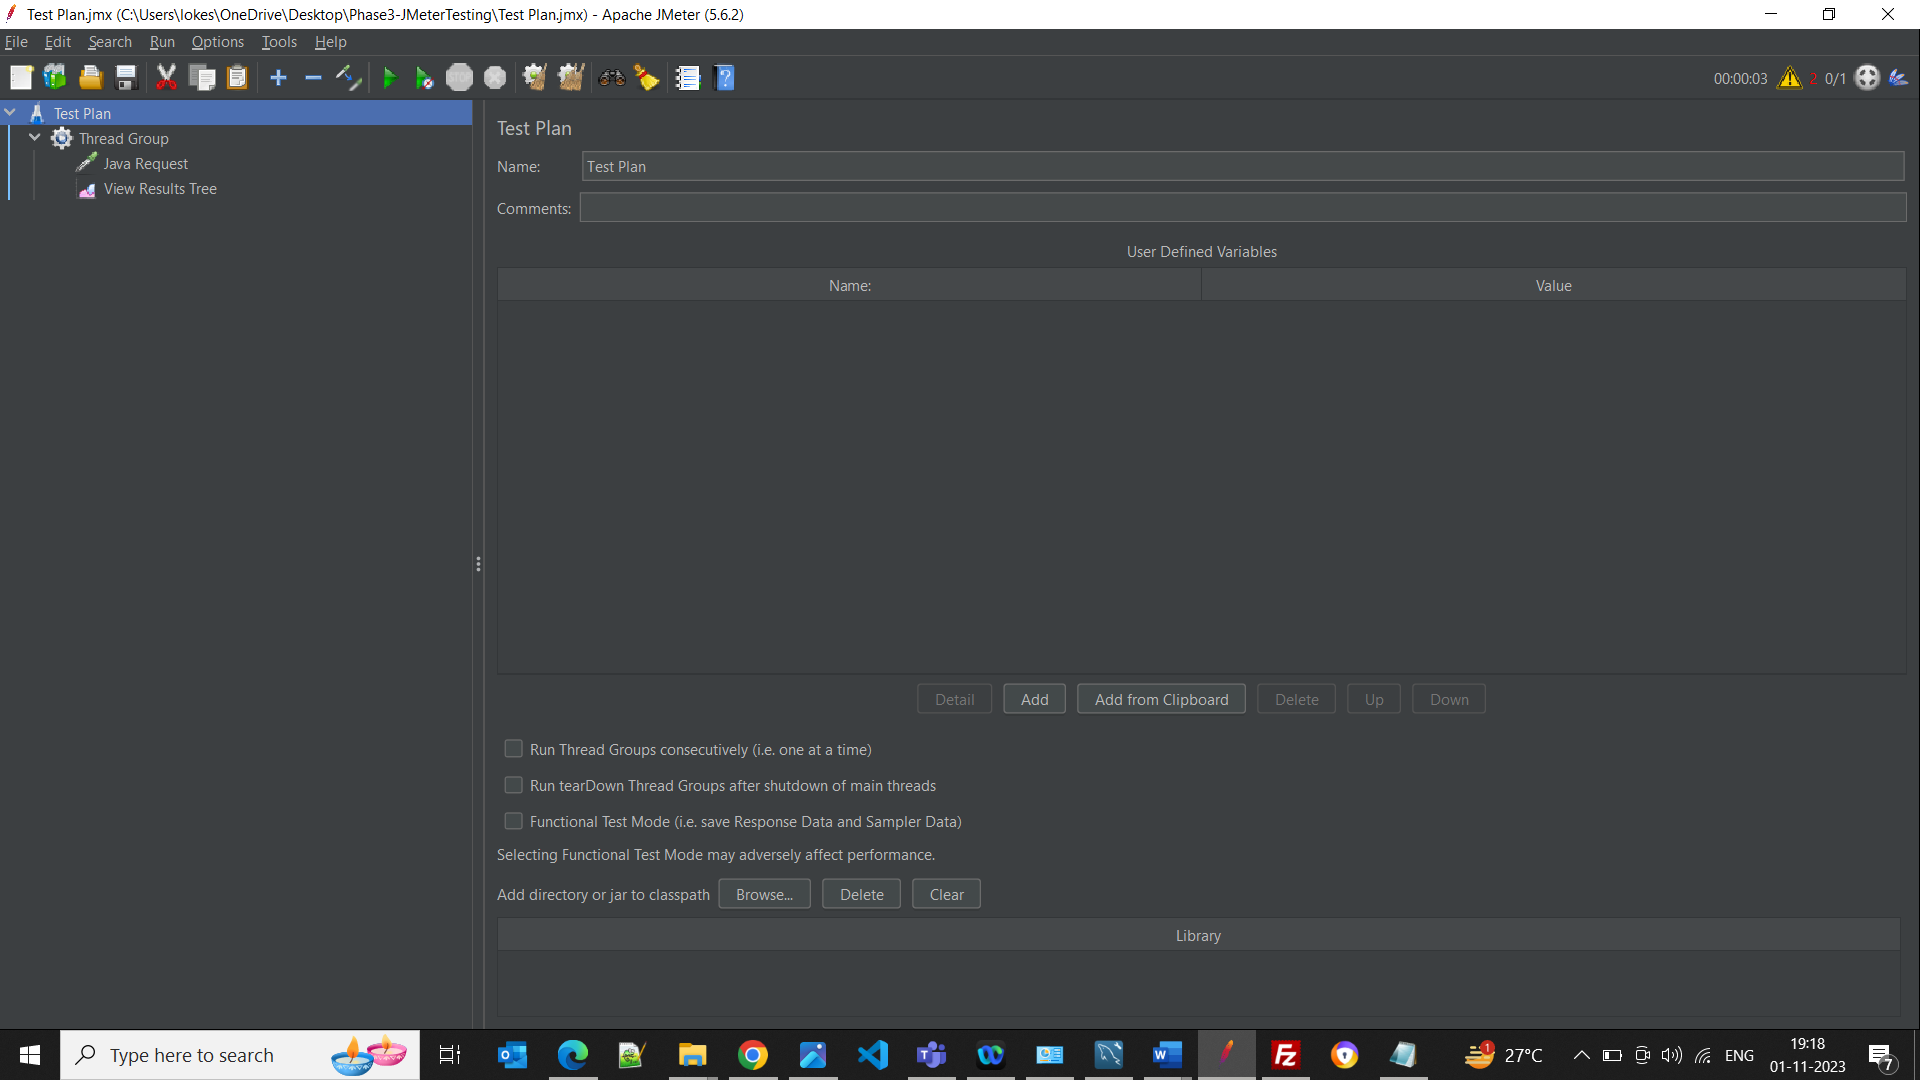 Test Plan.jmx (C:\Users\lokes\OneDrive\Desktop\Phase3-JMeterTesting\Test Plan.jmx) - Apache JMeter (5.6.2)
File Edit Search Run Options Tools Help
STOP
00:00:03 2 0/1
Test Plan
Thread Group
Java Request
View Results Tree
Test Plan
Name: Test Plan
Comments:
User Defined Variables
Name: Value
Detail Add Add from Clipboard Delete Up Down
Run Thread Groups consecutively (i.e. one at a time)
Run tearDown Thread Groups after shutdown of main threads
Functional Test Mode (i.e. save Response Data and Sampler Data)
Selecting Functional Test Mode may adversely affect performance.
Add directory or jar to classpath Browse... Delete Clear
Library
Type here to search
1 27°C ENG
19:18
01-11-2023
7